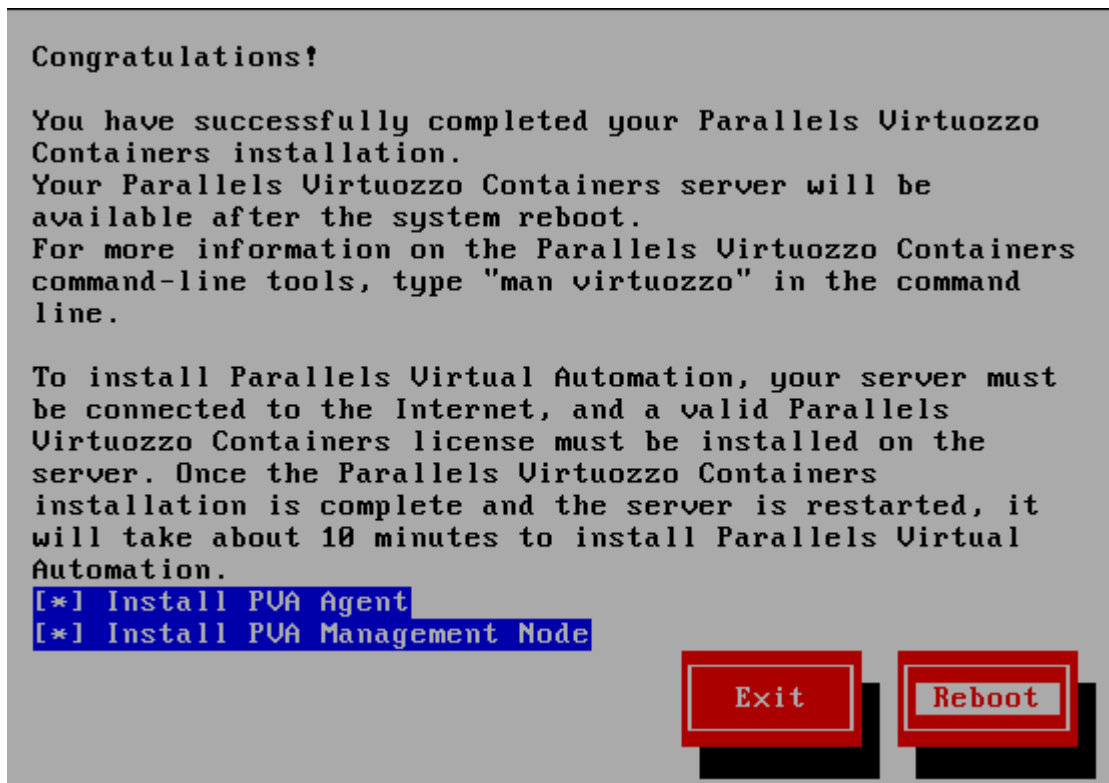 Congratulations!
You have successfully completed your Parallels Virtuozzo
Containers installation.
Your Parallels Virtuozzo Containers server will be
available after the system reboot.
For more information on the Parallels Virtuozzo Containers
command-line tools, type "man virtuozzo" in the command
line.
To install Parallels Virtual Automation, your server must
be connected to the Internet, and a valid Parallels
Virtuozzo Containers license must be installed on the
server. Once the Parallels Virtuozzo Containers
installation is complete and the server is restarted, it
will take about 10 minutes to install Parallels Virtual
Automation.
[*] Install PVA Agent
[*] Install PVA Management Node
Exit Reboot